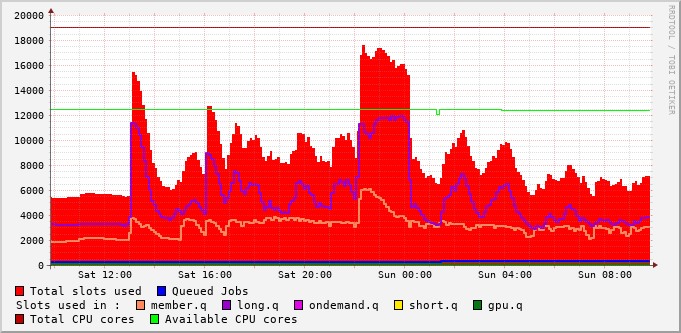 RRDTOOL / TOBI OETIKER
20000
18000
16000
14000
12000
10000
8000
6000
4000
2000
0
Sat 12:00 Sat 16:00 Sat 20:00 Sun 00:00 Sun 04:00 Sun 08:00
Total slots used Queued Jobs
Slots used in : member.q long.q ondemand.q short.q gpu.q
Total CPU cores Available CPU cores